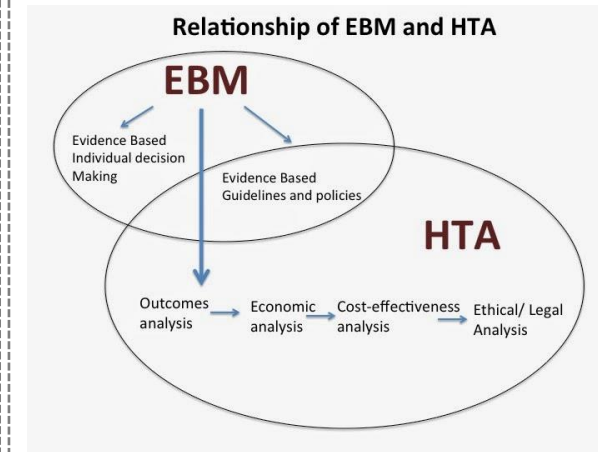 Relationship of EBM and HTA
EBM
Evidence Based
Individual decision
Making
Evidence Based
Guidelines and policies
HTA
Outcomes
analysis
Economic
analysis
Cost-effectiveness
analysis
Ethical/ Legal
Analysis